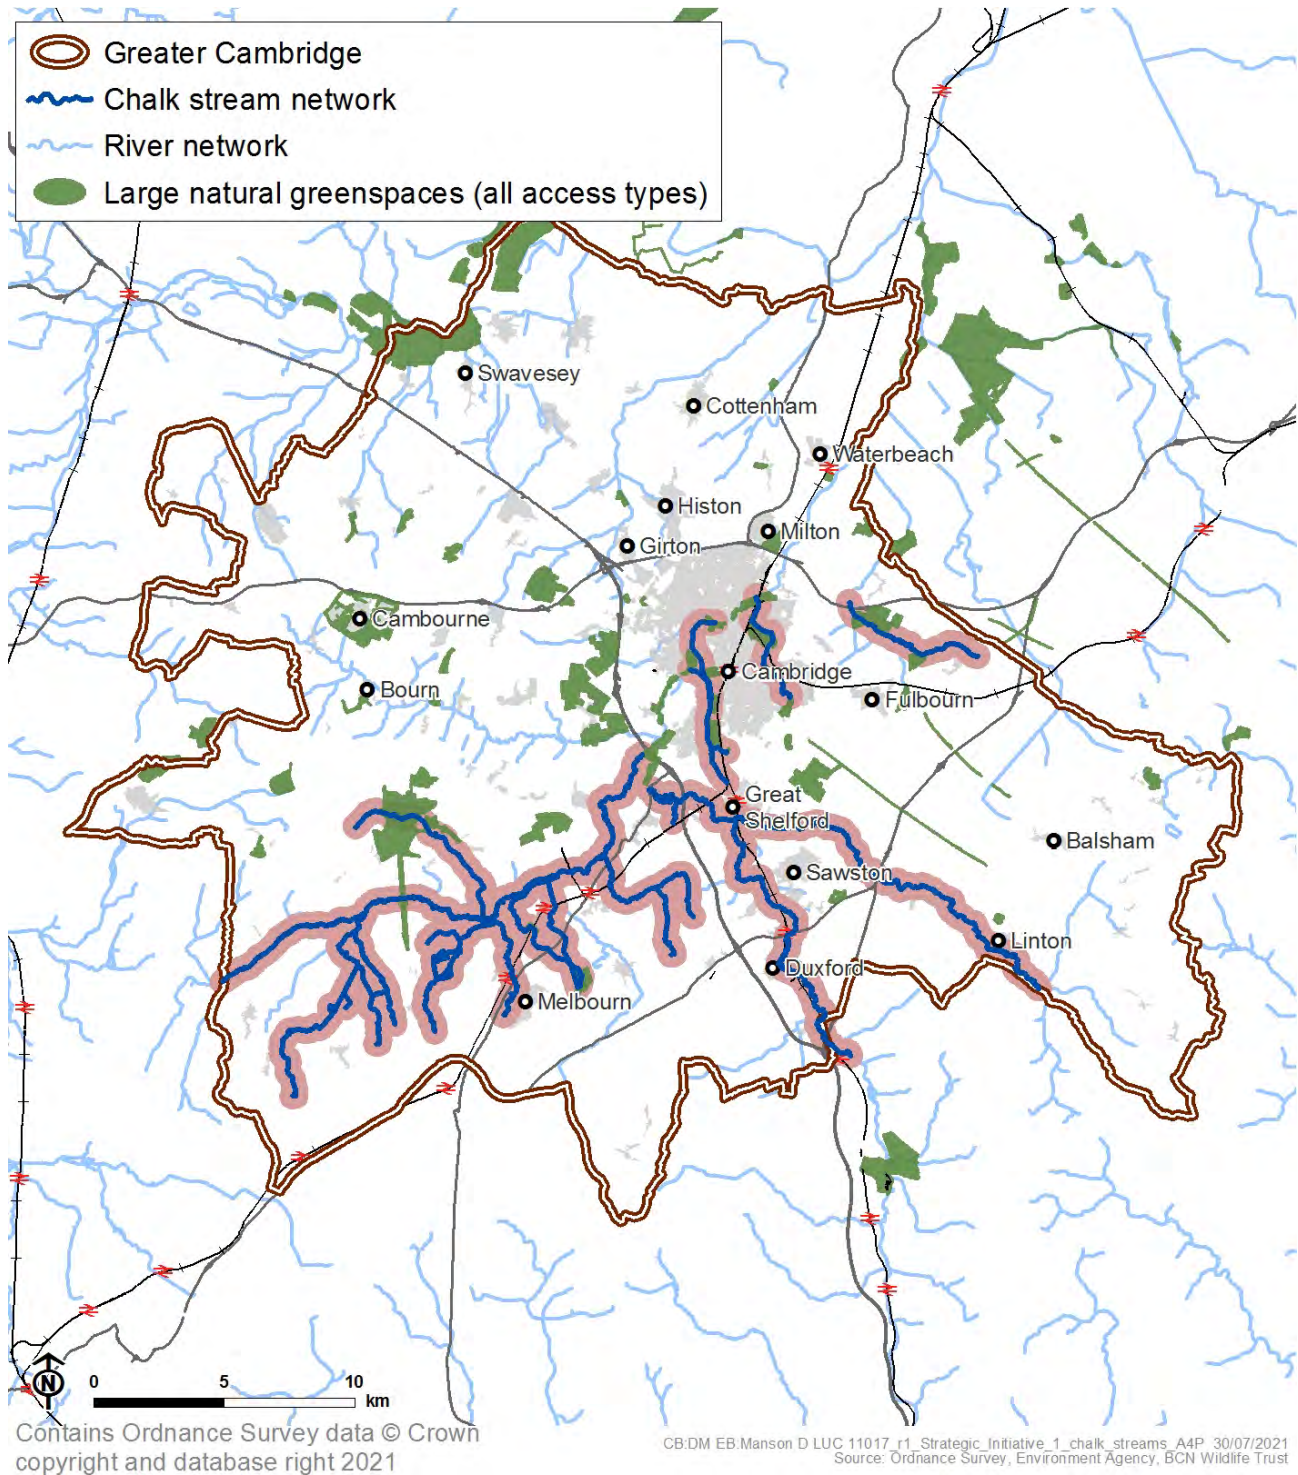 Greater Cambridge
Chalk stream network
River network
Large natural greenspaces (all access types)
Swavesey
Cottenham
Waterbeach
Histon
Milton
Girton
Cambourne
Cambridge
Bourn
Fulbourn
Great
Shelford
Balsham
Sawston
Linton
Duxford
Melbourn
N
0 5 10
km
Contains Ordnance Survey data © Crown
copyright and database right 2021
CB:DM EB:Manson D LUC 11017_r1_Strategic_Initiative_1_chalk_streams_A4P 30/07/2021
Source: Ordnance Survey, Environment Agency, BCN Wildlife Trust